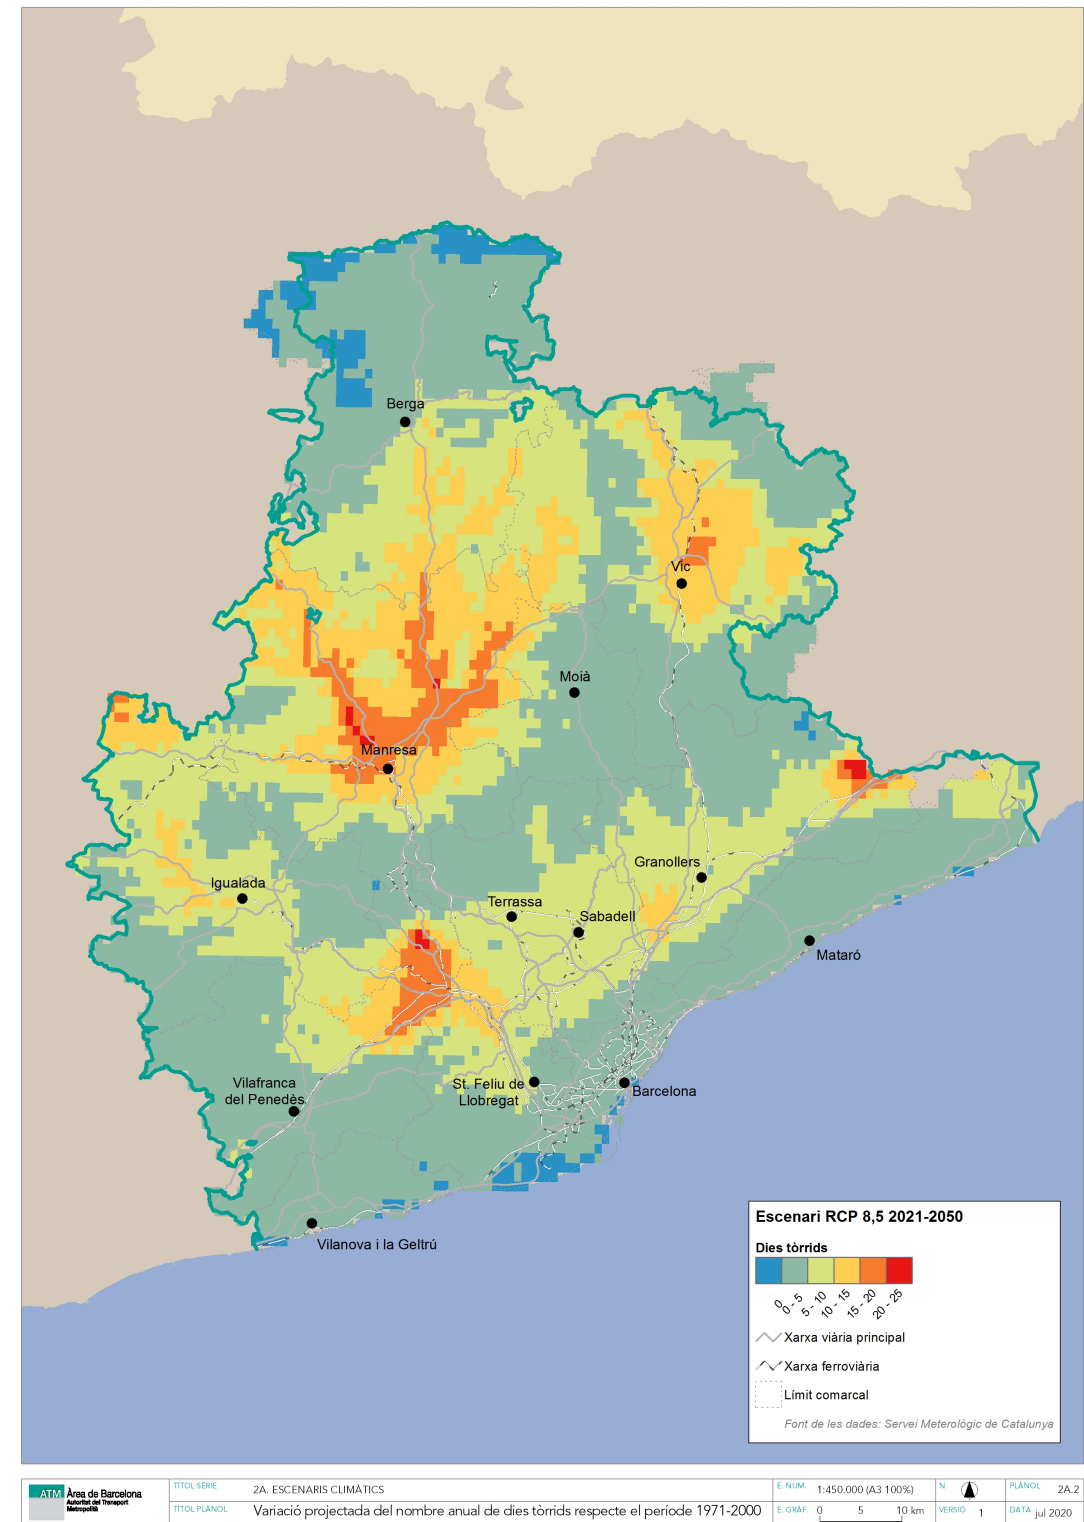 Berga
Vic
Moià
Manresa
Granollers
Igualada
Terrassa
Sabadell
Mataró
Vilafranca
del Penedès
St. Feliu de
Llobregat
Barcelona
Vilanova i la Geltrú
Escenari RCP 8,5 2021-2050
Dies tòrrids
0
0 - 5
5 - 10
10 - 15
15 - 20
20 - 25
Xarxa viària principal
Xarxa ferroviària
Límit comarcal
Font de les dades: Servei Meterològic de Catalunya
ATM
Àrea de Barcelona
Autoritat del Transport
Metropolità
TÍTOL SÈRIE
2A. ESCENARIS CLIMÀTICS
TÍTOL PLÀNOL
Variació projectada del nombre anual de dies tòrrids respecte el període 1971-2000
E. NUM.
1:450.000 (A3 100%)
E. GRÀF.
0 5 10 km
N
VERSIÓ
1
PLÀNOL
2A.2
DATA
jul 2020